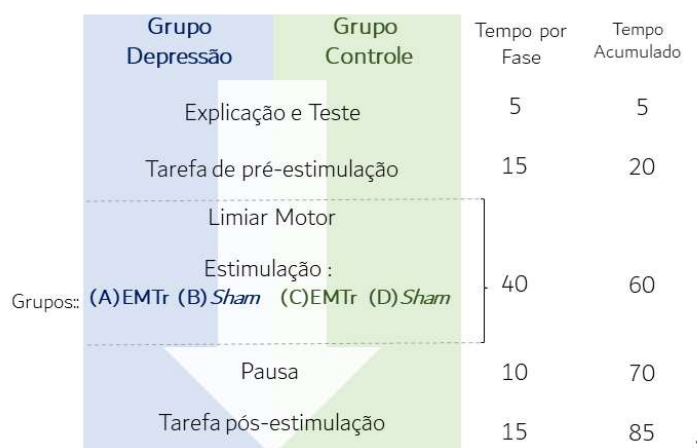 Grupo Depressão
Grupo Controle
Tempo por Fase
Tempo Acumulado
Explicação e Teste 5 5
Tarefa de pré-estimulação 15 20
Limiar Motor
Estimulação :
Grupos:: (A)EMTr (B)Sham (C)EMTr (D)Sham 40 60
Pausa 10 70
Tarefa pós-estimulação 15 85